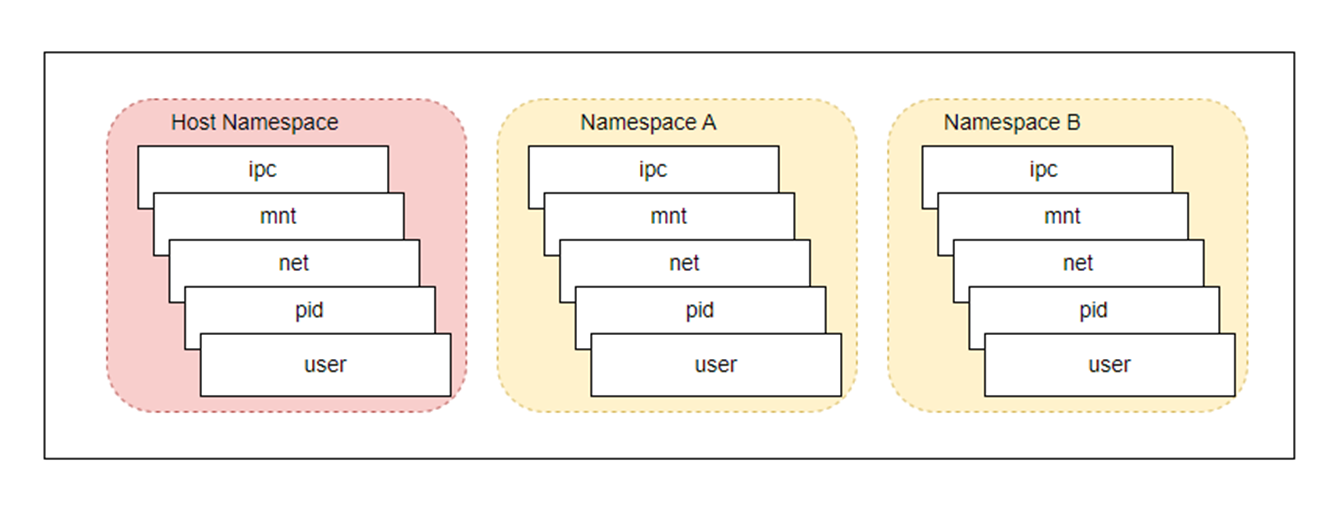 Host Namespace
ipc
mnt
net
pid
user
Namespace A
ipc
mnt
net
pid
user
Namespace B
ipc
mnt
net
pid
user